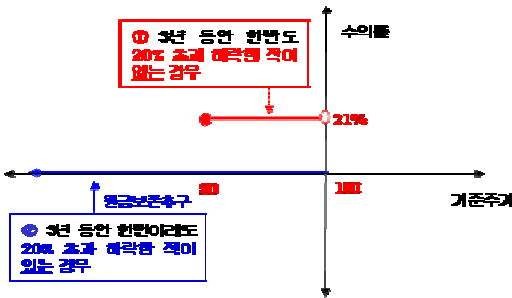 수익률
① 3년 동안 한번도
20% 초과 하락한 적이
없는 경우
21%
80
100
원금보존추구
기준주가
② 3년 동안 한번이라도
20% 초과 하락한 적이
있는 경우